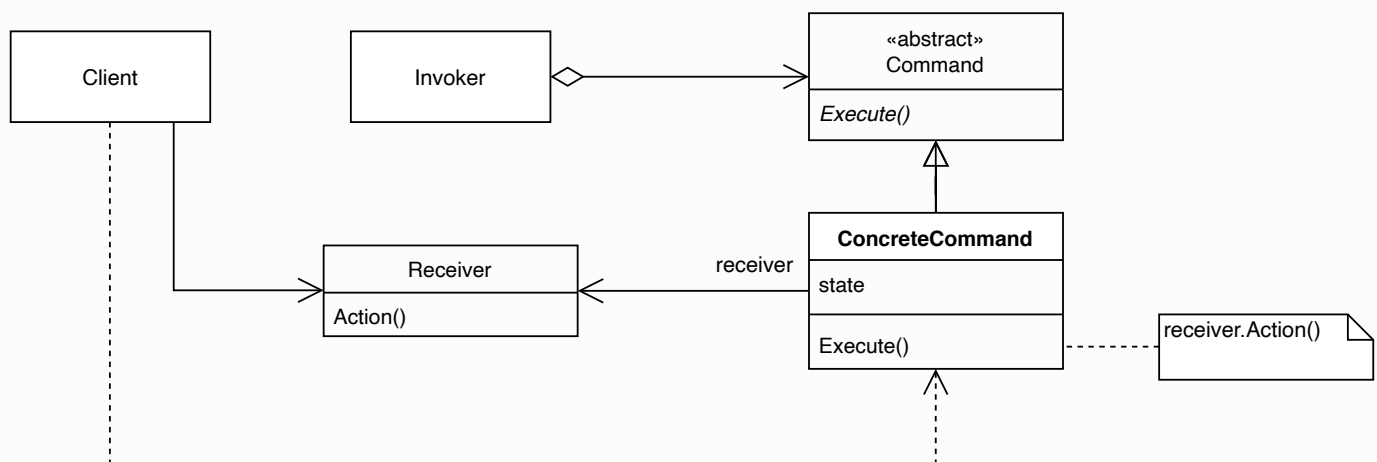 Client
Invoker
«abstract»
Command
Execute()
ConcreteCommand
state
Execute()
receiver
Receiver
Action()
receiver.Action()